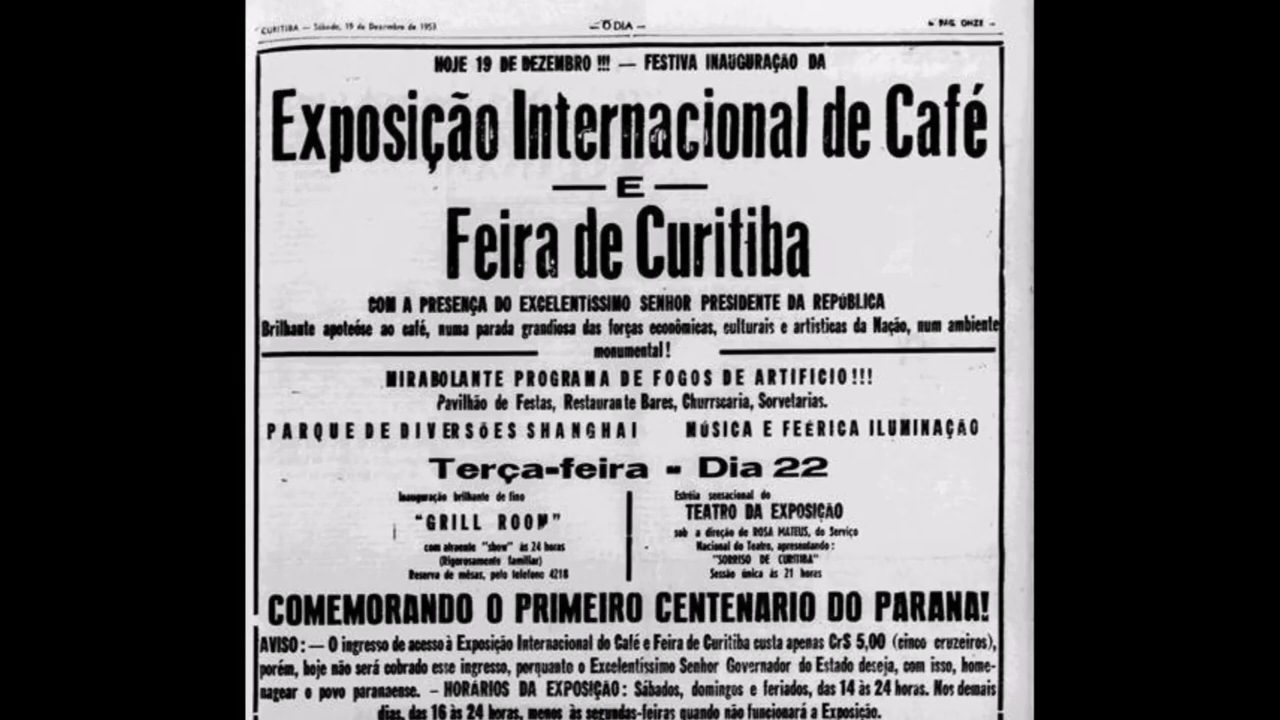 CURITIBA — Sábado, 19 de Dezembro de 1953
— O DIA —
— PÁG. ONZE —
HOJE 19 DE DEZEMBRO !!! — FESTIVA INAUGURAÇÃO DA
Exposição Internacional de Café
— E —
Feira de Curitiba
COM A PRESENÇA DO EXCELENTÍSSIMO SENHOR PRESIDENTE DA REPÚBLICA
Brilhante apoteóse ao café, numa parada grandiosa das forças econômicas, culturais e artísticas da Nação, num ambiente
monumental!
MIRABOLANTE PROGRAMA DE FOGOS DE ARTIFICIO!!!
Pavilhão de Festas, Restaurante Bares, Churrscaria, Sorvetarias.
PARQUE DE DIVERSÕES SHANGHAI
MÚSICA E FEÉRICA ILUMINAÇÃO
Terça-feira - Dia 22
Inauguração brilhante de fino
"GRILL ROOM"
com atraente "show" às 24 horas
(Rigorosamente familiar)
Reserva de mêsas, pelo telefone 4218
Estréia sensacional do
TEATRO DA EXPOSIÇÃO
sob a direção de ROSA MATEUS, do Serviço
Nacional do Teatro, apresentando:
"SORRISO DE CURITIBA"
Sessão única às 21 horas
COMEMORANDO O PRIMEIRO CENTENARIO DO PARANA!
AVISO: — O ingresso de acesso à Exposição Internacional do Café e Feira de Curitiba custa apenas Cr$ 5,00 (cinco cruzeiros),
porém, hoje não será cobrado esse ingresso, porquanto o Excelentíssimo Senhor Governador do Estado deseja, com isso, home-
nagear o povo paranaense. – HORÁRIOS DA EXPOSIÇÃO: Sábados, domingos e feriados, das 14 às 24 horas. Nos demais
dias, das 16 às 24 horas, menos às segundas-feiras quando não funcionará a Exposição.